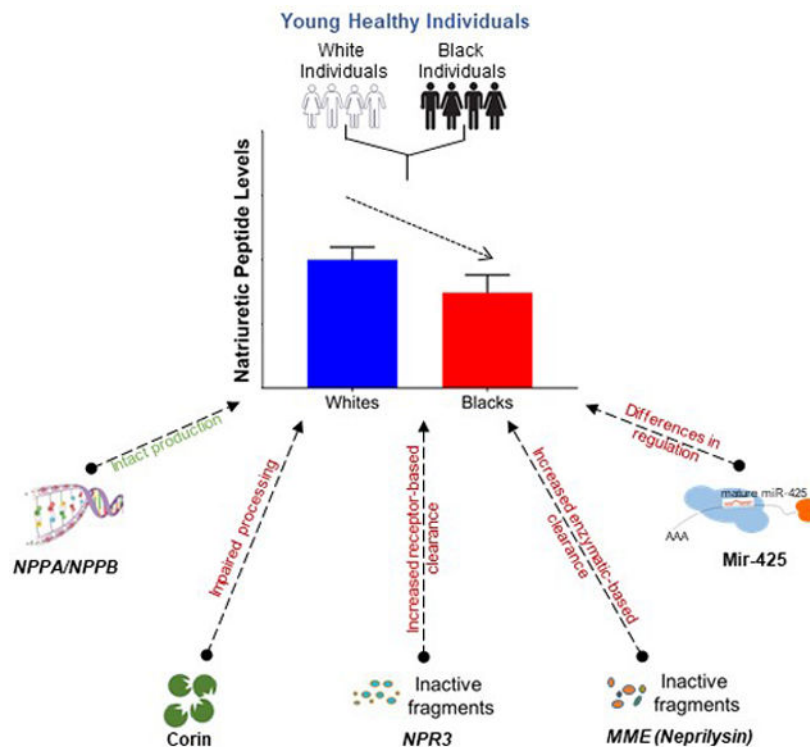 Young Healthy Individuals
White
Individuals
Black
Individuals
Natriuretic Peptide Levels
Whites
Blacks
Intact production
Impaired processing
Increased receptor-based
clearance
Increased enzymatic-based
clearance
Differences in
regulation
NPPA/NPPB
mature miR-425
AAA
Mir-425
Corin
Inactive
fragments
NPR3
Inactive
fragments
MME (Neprilysin)